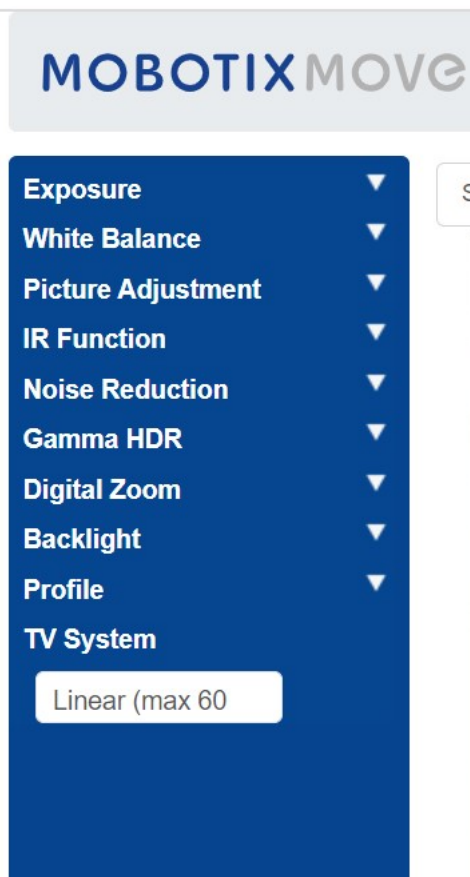 MOBOTIX MOVE
Exposure
White Balance
Picture Adjustment
IR Function
Noise Reduction
Gamma HDR
Digital Zoom
Backlight
Profile
TV System
Linear (max 60